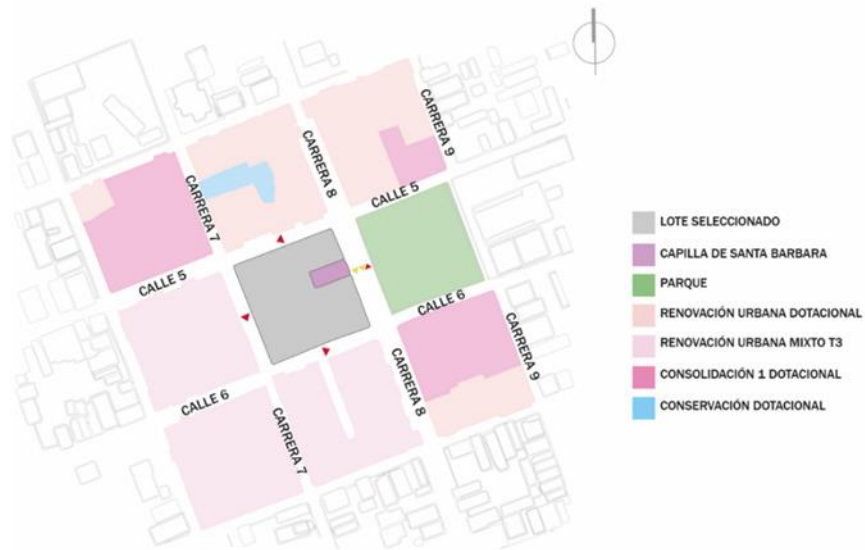 CARRERA 9
CARRERA 8
CARRERA 7
CALLE 5
CALLE 5
CALLE 6
CALLE 6
CARRERA 9
CARRERA 8
CARRERA 7
LOTE SELECCIONADO
CAPILLA DE SANTA BARBARA
PARQUE
RENOVACIÓN URBANA DOTACIONAL
RENOVACIÓN URBANA MIXTO T3
CONSOLIDACIÓN 1 DOTACIONAL
CONSERVACIÓN DOTACIONAL